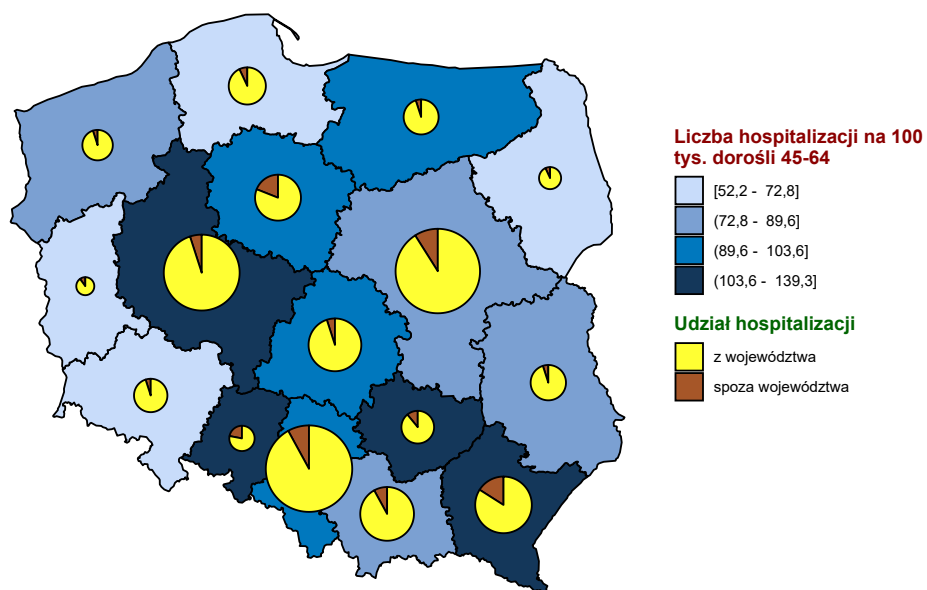 Liczba hospitalizacji na 100
tys. dorośli 45-64
[52,2 - 72,8]
(72,8 - 89,6]
(89,6 - 103,6]
(103,6 - 139,3]
Udział hospitalizacji
z województwa
spoza województwa